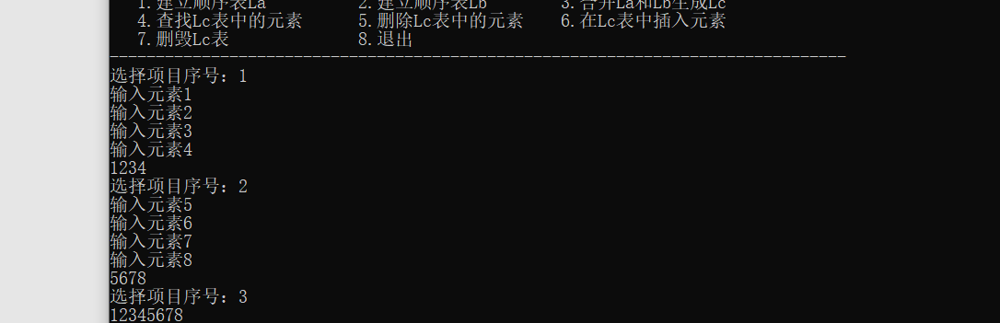 1.建立顺序表La 2.建立顺序表Lb 3.合并La和Lb生成Lc
4.查找Lc表中的元素 5.删除Lc表中的元素 6.在Lc表中插入元素
7.删毁Lc表 8.退出
--------------------------------------------------------------------------------
选择项目序号：1
输入元素1
输入元素2
输入元素3
输入元素4
1234
选择项目序号：2
输入元素5
输入元素6
输入元素7
输入元素8
5678
选择项目序号：3
12345678